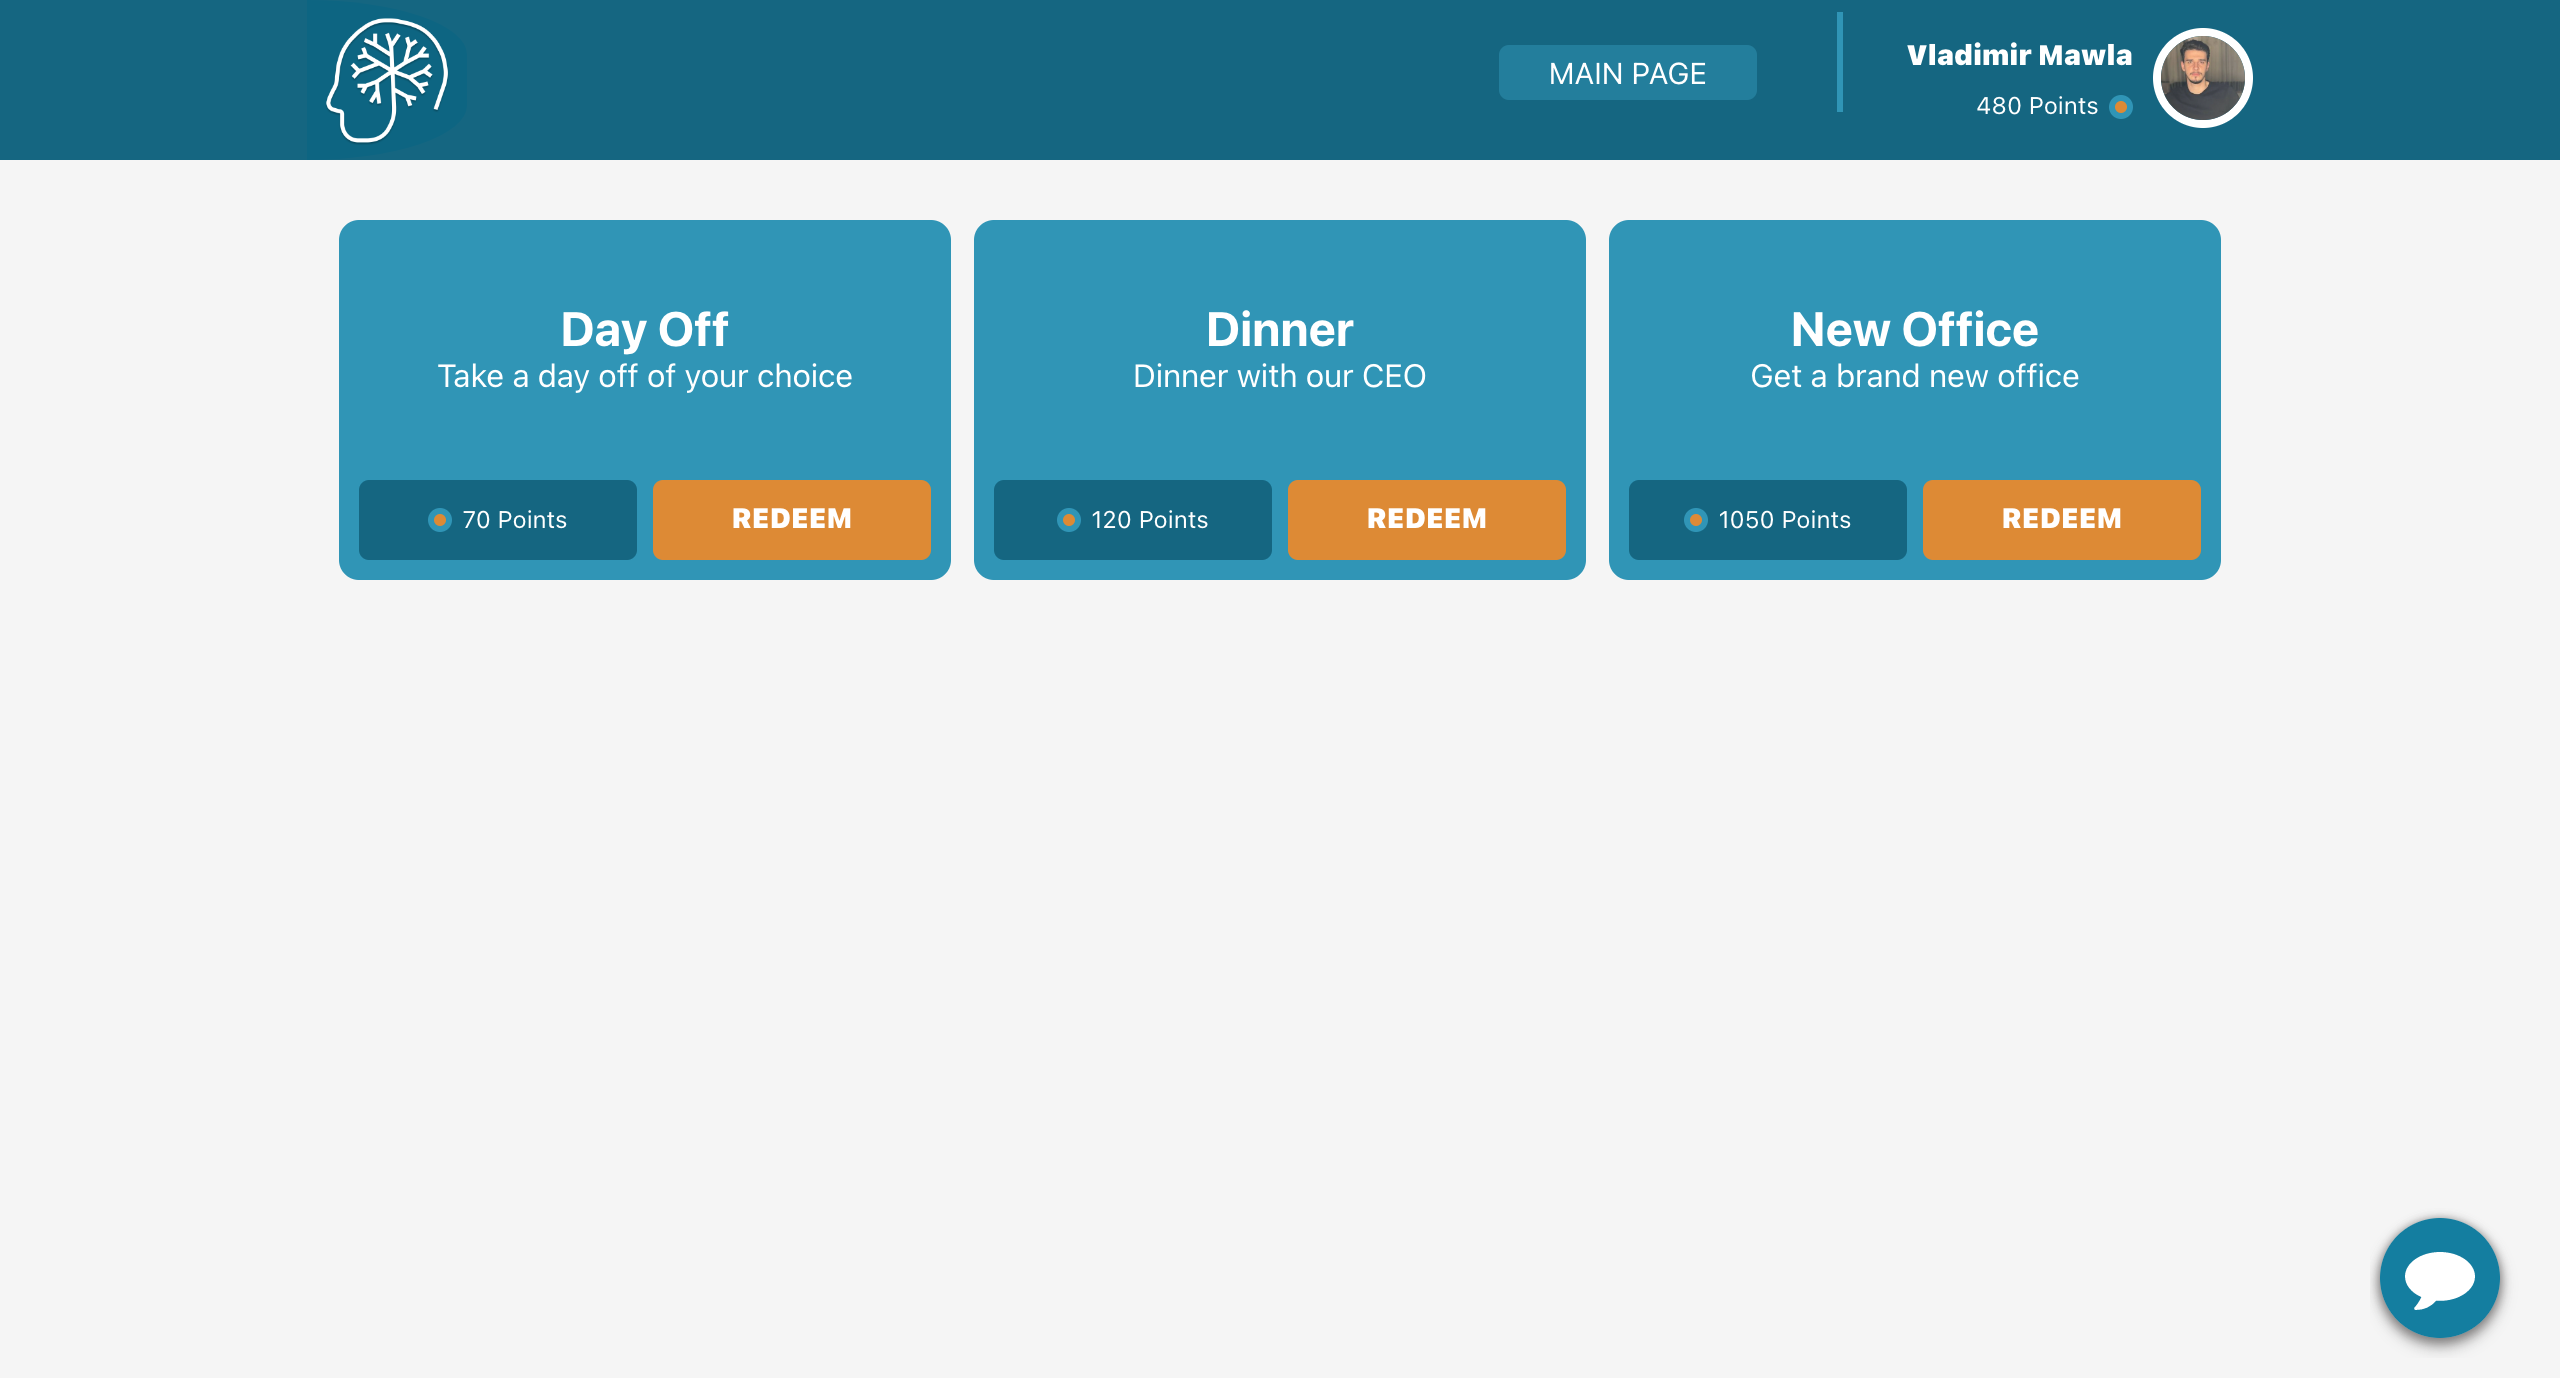 MAIN PAGE
Vladimir Mawla
480 Points
Day Off
Take a day off of your choice
70 Points
REDEEM
Dinner
Dinner with our CEO
120 Points
REDEEM
New Office
Get a brand new office
1050 Points
REDEEM